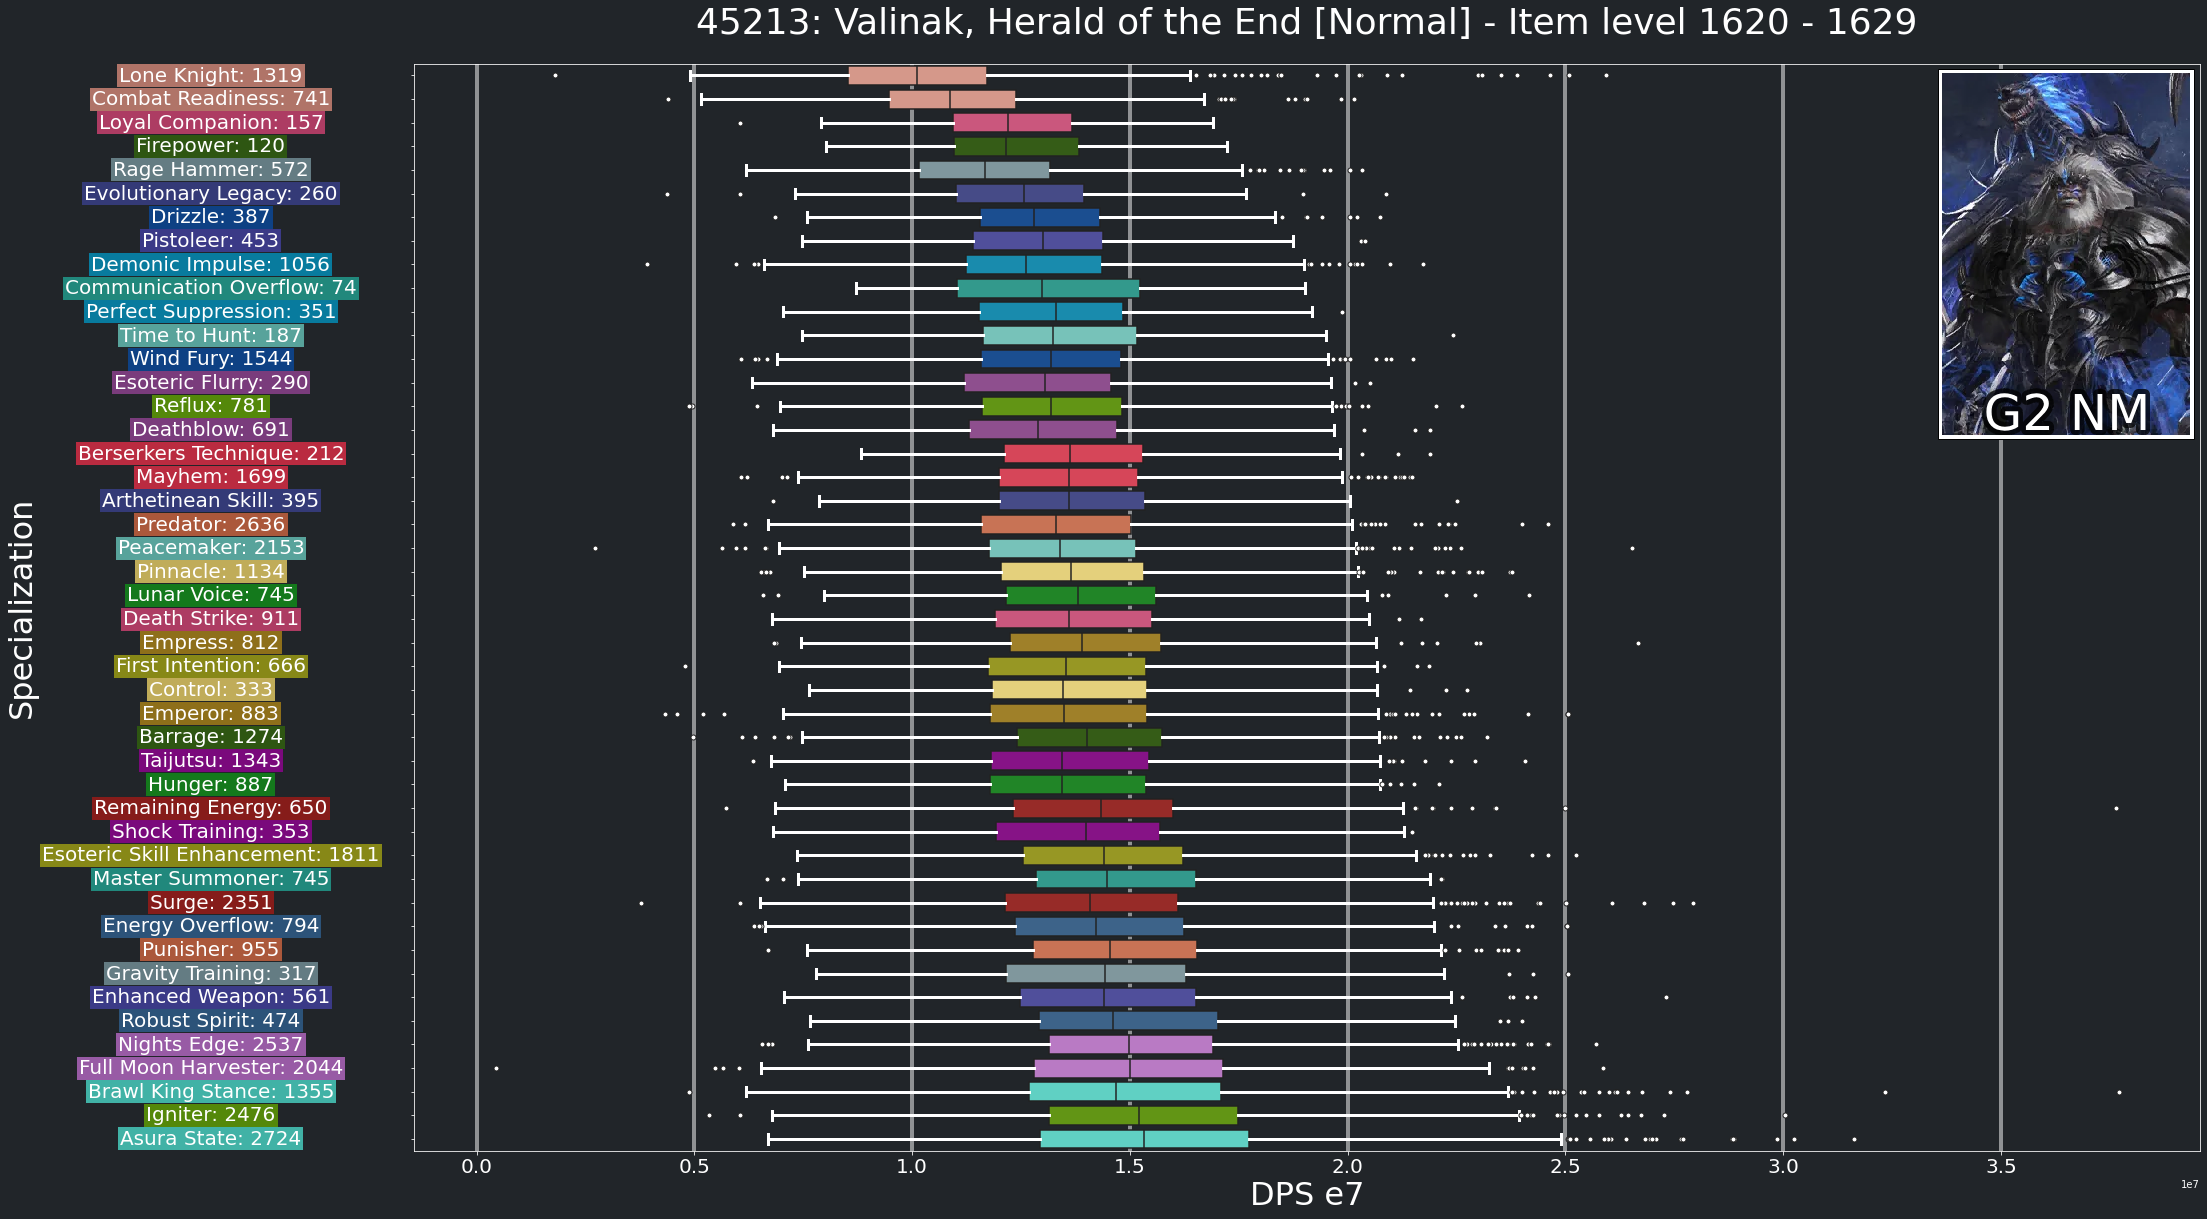 45213: Valinak, Herald of the End [Normal] - Item level 1620 - 1629
Specialization
Lone Knight: 1319
Combat Readiness: 741
Loyal Companion: 157
Firepower: 120
Rage Hammer: 572
Evolutionary Legacy: 260
Drizzle: 387
Pistoleer: 453
Demonic Impulse: 1056
Communication Overflow: 74
Perfect Suppression: 351
Time to Hunt: 187
Wind Fury: 1544
Esoteric Flurry: 290
Reflux: 781
Deathblow: 691
Berserkers Technique: 212
Mayhem: 1699
Arthetinean Skill: 395
Predator: 2636
Peacemaker: 2153
Pinnacle: 1134
Lunar Voice: 745
Death Strike: 911
Empress: 812
First Intention: 666
Control: 333
Emperor: 883
Barrage: 1274
Taijutsu: 1343
Hunger: 887
Remaining Energy: 650
Shock Training: 353
Esoteric Skill Enhancement: 1811
Master Summoner: 745
Surge: 2351
Energy Overflow: 794
Punisher: 955
Gravity Training: 317
Enhanced Weapon: 561
Robust Spirit: 474
Nights Edge: 2537
Full Moon Harvester: 2044
Brawl King Stance: 1355
Igniter: 2476
Asura State: 2724
G2 NM
0.0 0.5 1.0 1.5 2.0 2.5 3.0 3.5
DPS e7
1e7